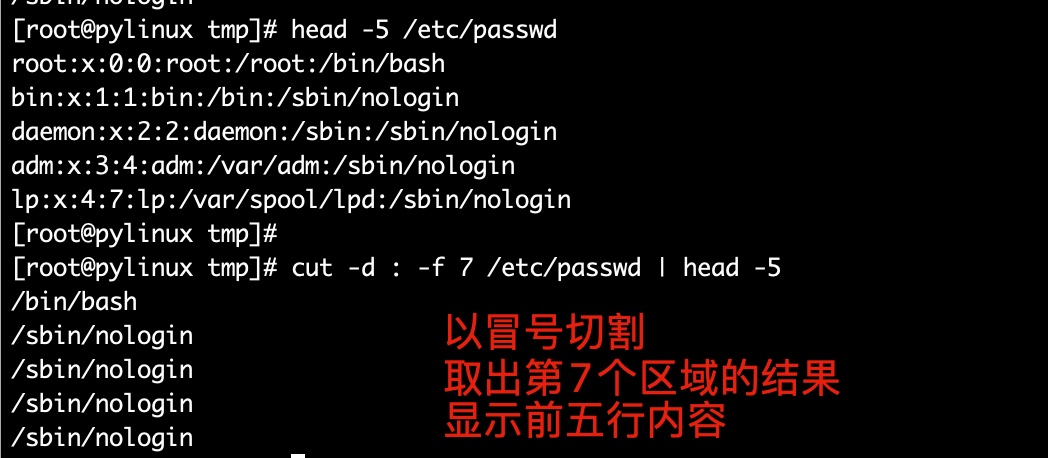 /sbin/nologin
[root@pylinux tmp]# head -5 /etc/passwd
root:x:0:0:root:/root:/bin/bash
bin:x:1:1:bin:/bin:/sbin/nologin
daemon:x:2:2:daemon:/sbin:/sbin/nologin
adm:x:3:4:adm:/var/adm:/sbin/nologin
lp:x:4:7:lp:/var/spool/lpd:/sbin/nologin
[root@pylinux tmp]#
[root@pylinux tmp]# cut -d : -f 7 /etc/passwd | head -5
/bin/bash
/sbin/nologin
/sbin/nologin
/sbin/nologin
/sbin/nologin
以冒号切割
取出第7个区域的结果
显示前五行内容